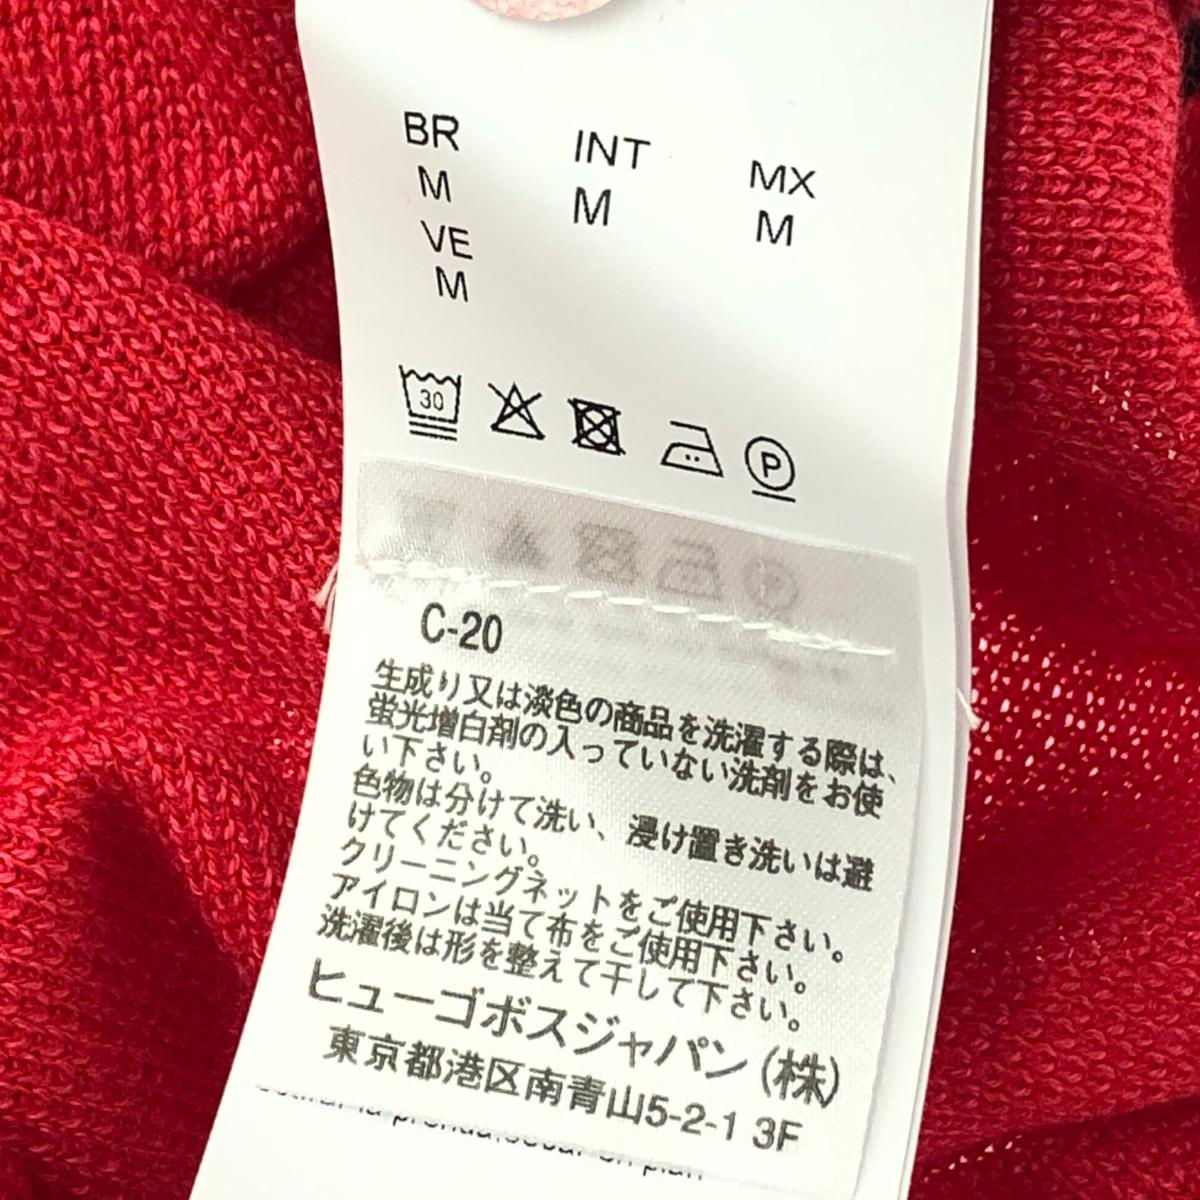 BR INT MX
M M M
VE
M
30
P
C-20
生成り又は淡色の商品を洗濯する際は、
蛍光増白剤の入っていない洗剤をお使
い下さい。
色物は分けて洗い、浸け置き洗いは避
けてください。
クリーニングネットをご使用下さい。
アイロンは当て布をご使用下さい。
洗濯後は形を整えて干して下さい。
ヒューゴボスジャパン(株)
東京都港区南青山5-2-1 3F